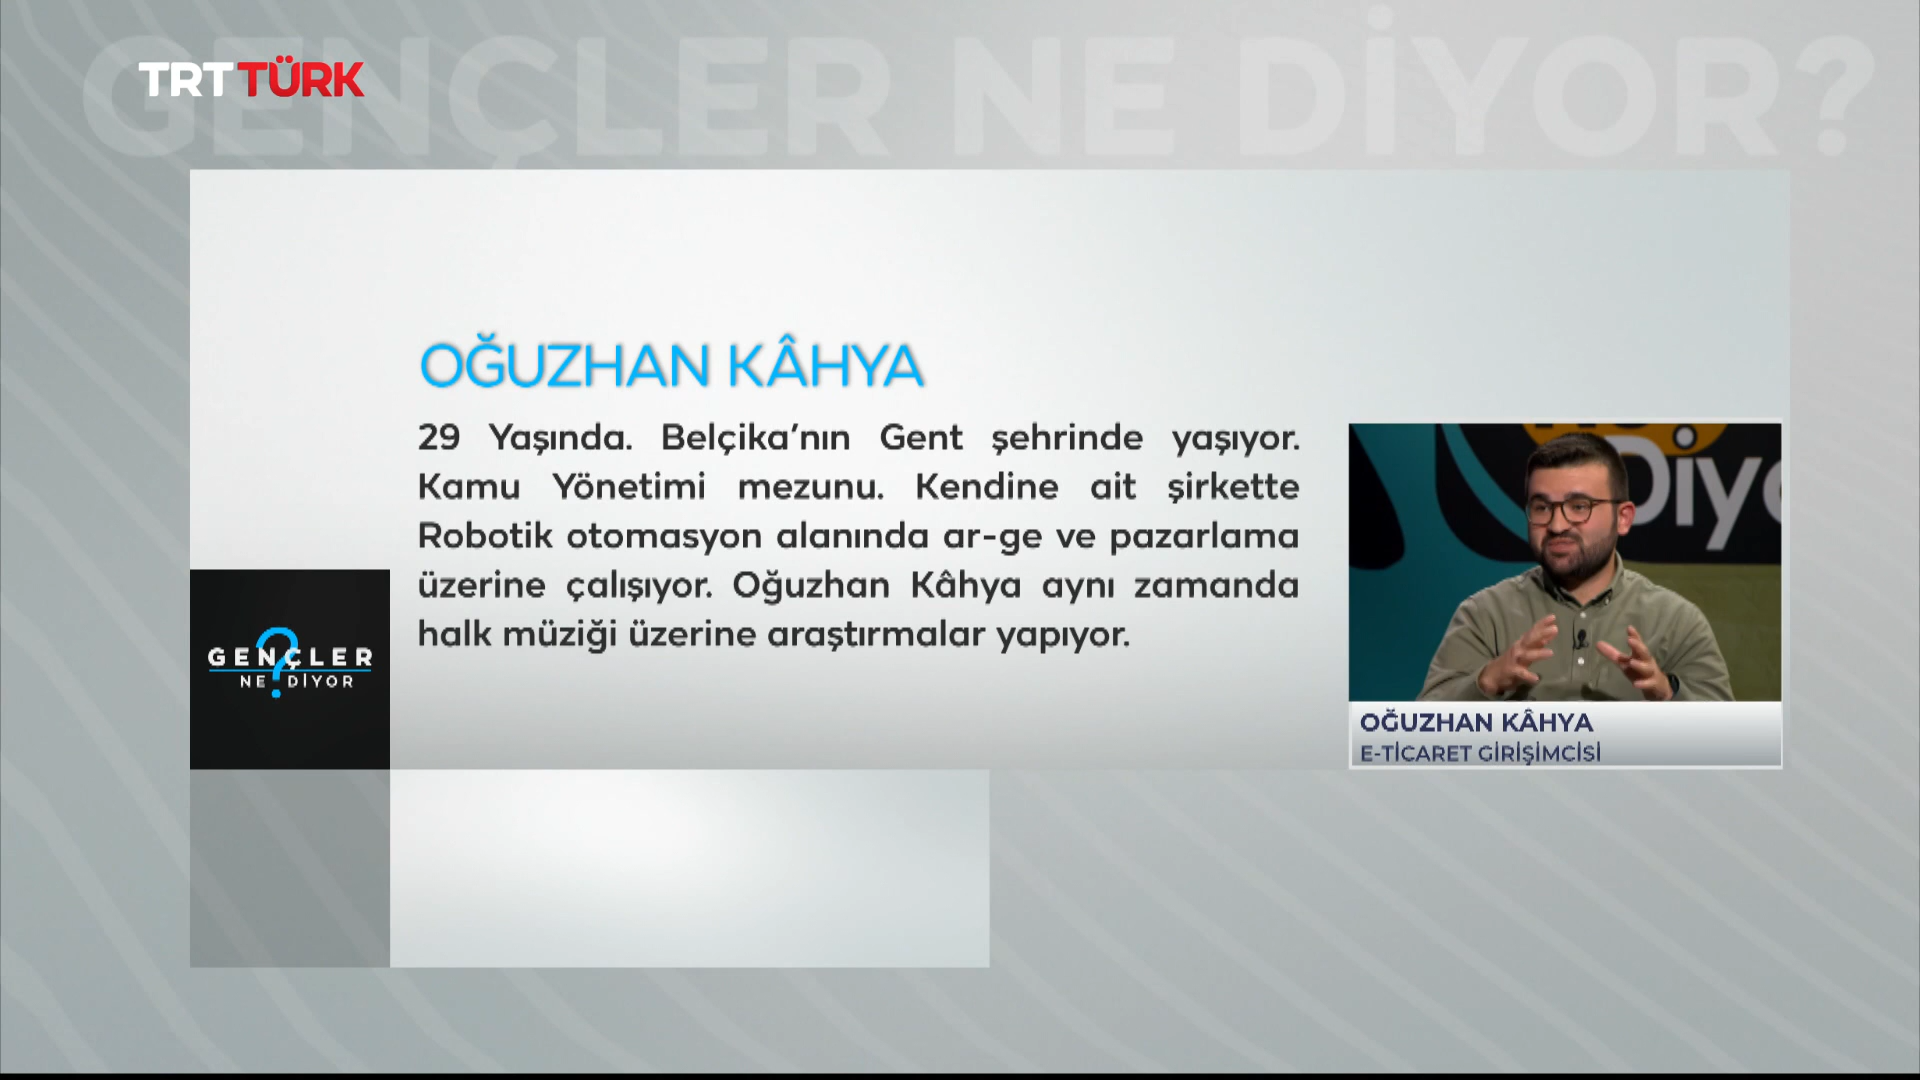 GENÇLER NE DİYOR?
TRT TÜRK
OĞUZHAN KÂHYA
29 Yaşında. Belçika'nın Gent şehrinde yaşıyor.
Kamu Yönetimi mezunu. Kendine ait şirkette
Robotik otomasyon alanında ar-ge ve pazarlama
üzerine çalışıyor. Oğuzhan Kâhya aynı zamanda
halk müziği üzerine araştırmalar yapıyor.
GENÇLER
NE ? DİYOR
Diyo
OĞUZHAN KÂHYA
E-TİCARET GİRİŞİMCİSİ